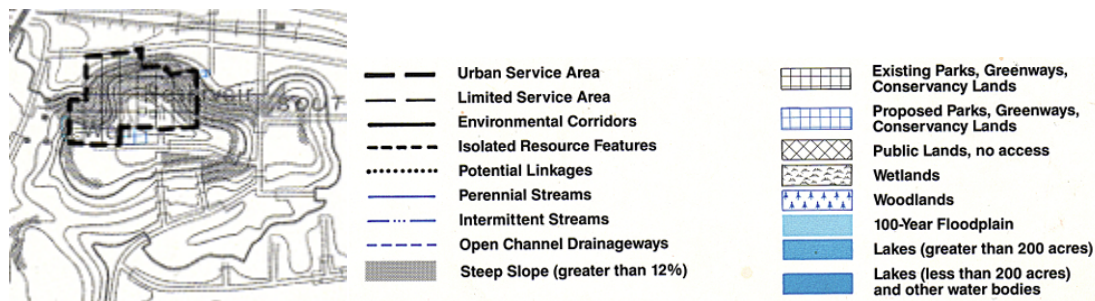 Urban Service Area
Limited Service Area
Environmental Corridors
Isolated Resource Features
Potential Linkages
Perennial Streams
Intermittent Streams
Open Channel Drainageways
Steep Slope (greater than 12%)
Existing Parks, Greenways,
Conservancy Lands
Proposed Parks, Greenways,
Conservancy Lands
Public Lands, no access
Wetlands
Woodlands
100-Year Floodplain
Lakes (greater than 200 acres)
Lakes (less than 200 acres)
and other water bodies